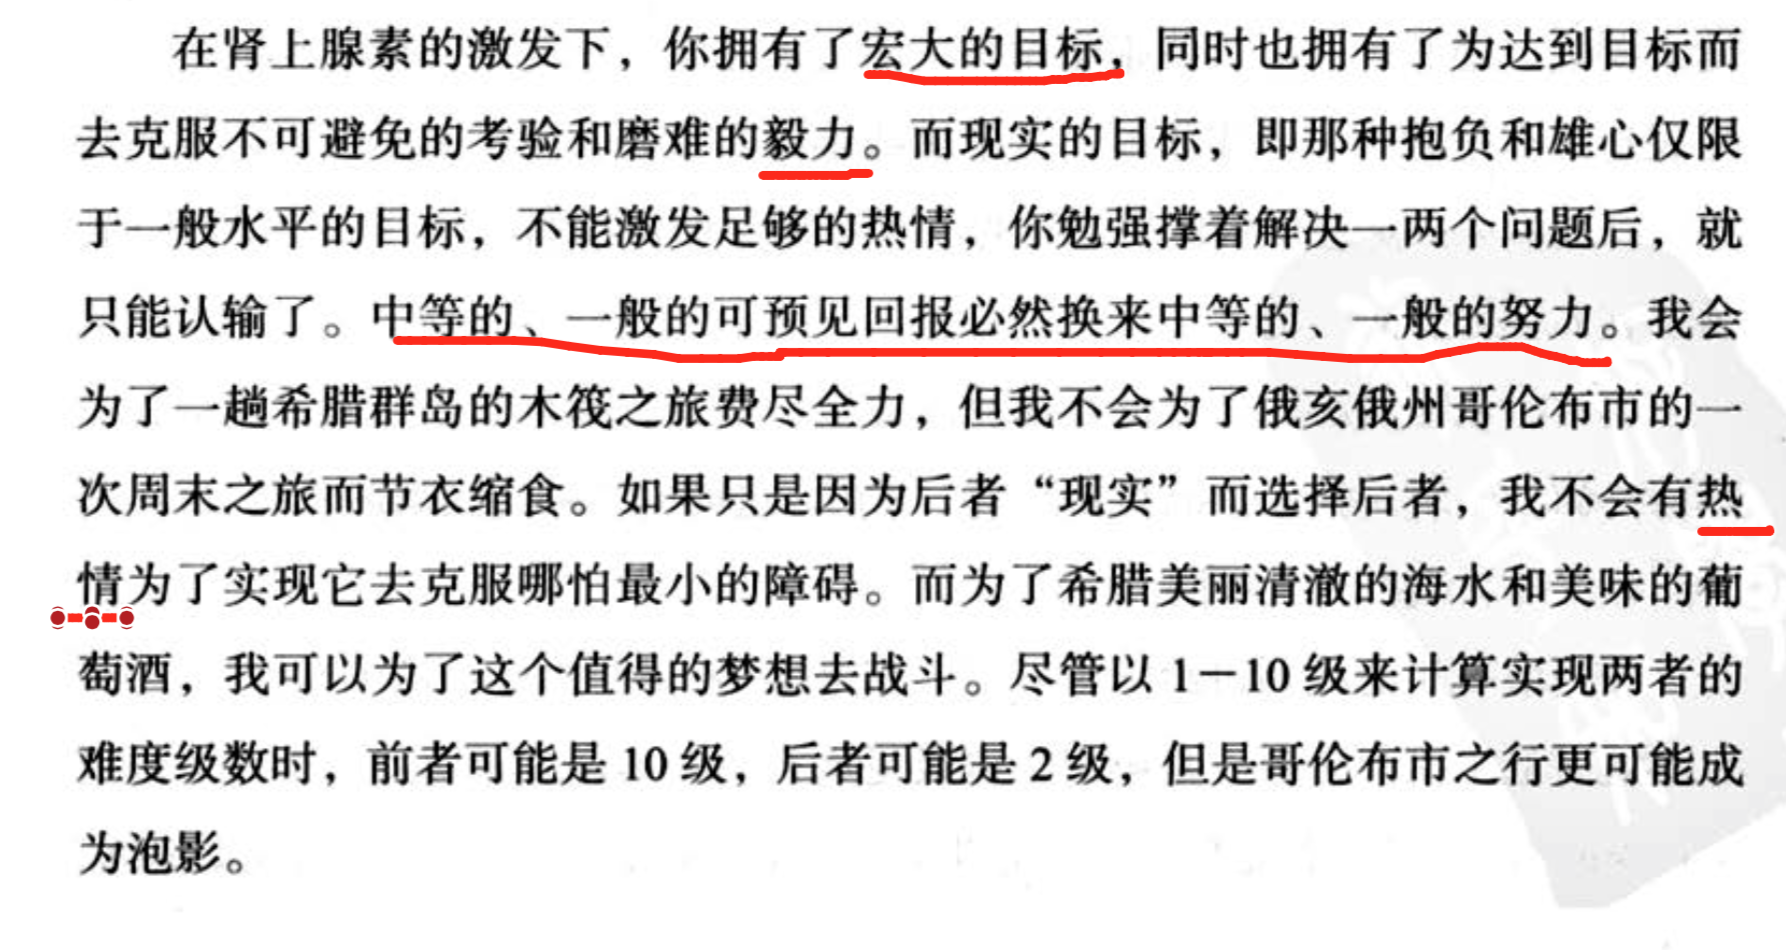 在肾上腺素的激发下，你拥有了宏大的目标，同时也拥有了为达到目标而
去克服不可避免的考验和磨难的毅力。而现实的目标，即那种抱负和雄心仅限
于一般水平的目标，不能激发足够的热情，你勉强撑着解决一两个问题后，就
只能认输了。中等的、一般的可预见回报必然换来中等的、一般的努力。我会
为了一趟希腊群岛的木筏之旅费尽全力，但我不会为了俄亥俄州哥伦布市的一
次周末之旅而节衣缩食。如果只是因为后者“现实”而选择后者，我不会有热
情为了实现它去克服哪怕最小的障碍。而为了希腊美丽清澈的海水和美味的葡
萄酒，我可以为了这个值得的梦想去战斗。尽管以 1－10 级来计算实现两者的
难度级数时，前者可能是 10 级，后者可能是 2 级，但是哥伦布市之行更可能成
为泡影。